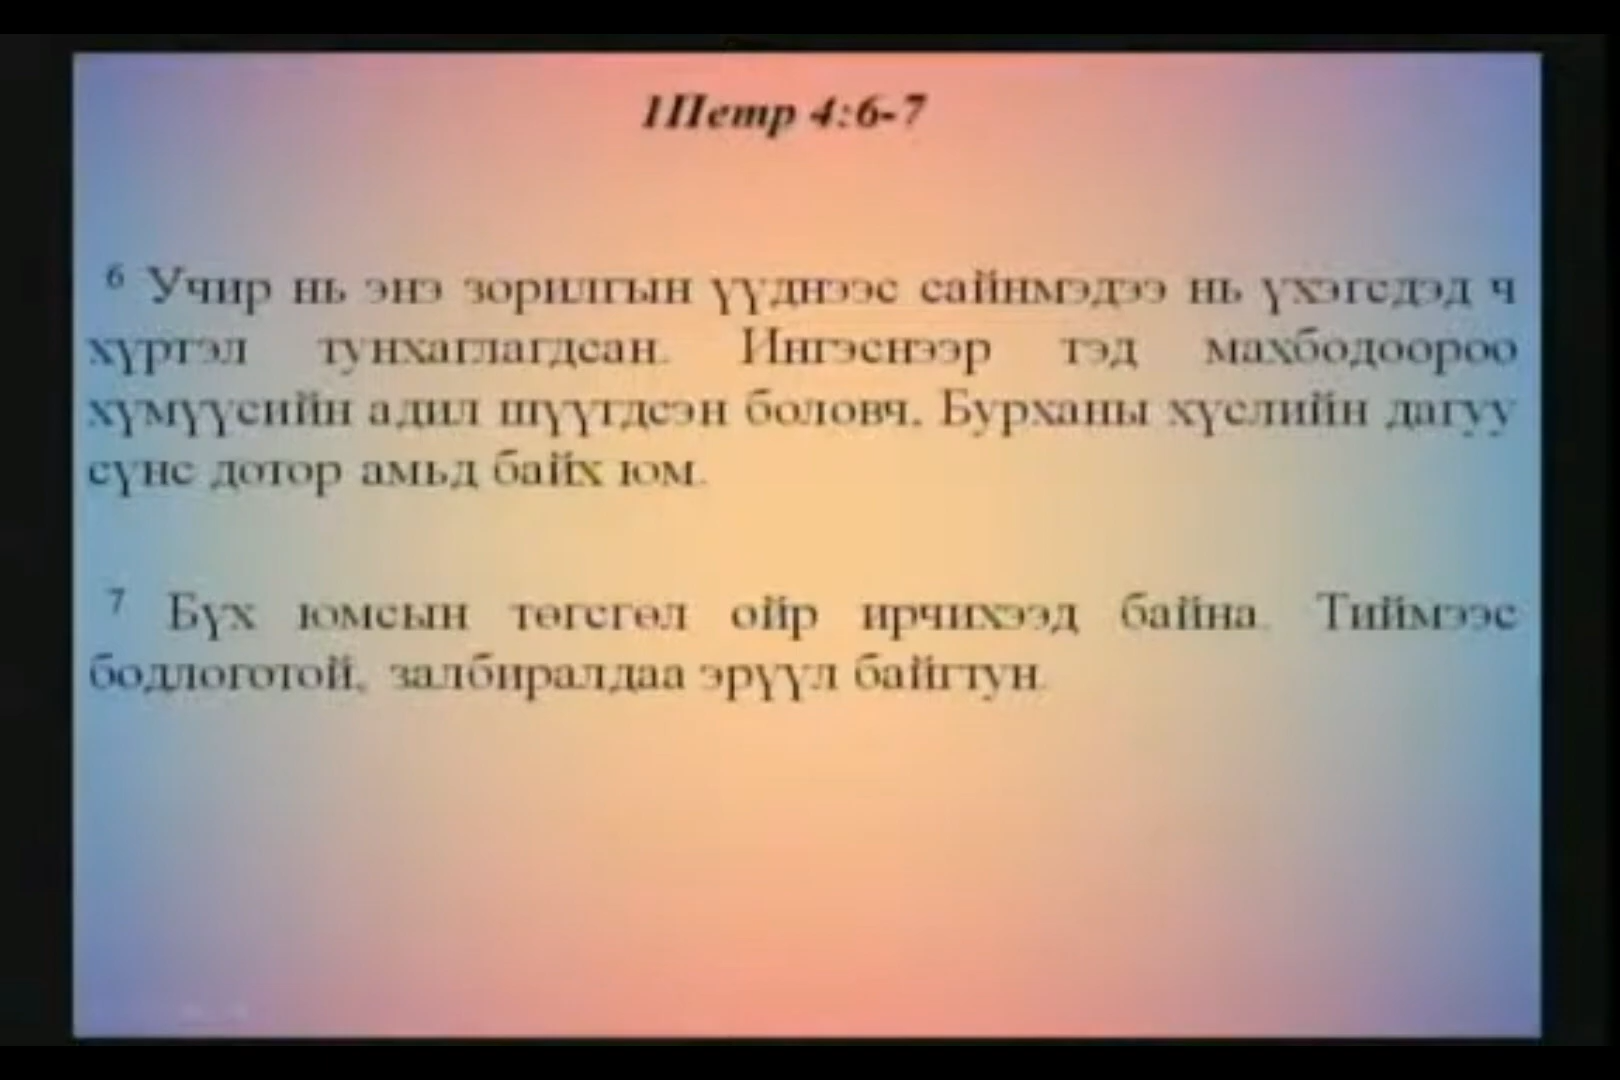 1Петр 4:6-7
6 Учир нь энэ зорилгын үүднээс сайнмэдээ нь үхэгсдэд ч
хүртэл тунхаглагдсан. Ингэснээр тэд махбодоороо
хүмүүсийн адил шүүгдсэн боловч, Бурханы хүслийн дагуу
сүнс дотор амьд байх юм.
7 Бүх юмсын төгсгөл ойр ирчихээд байна. Тиймээс
бодлоготой, залбиралдаа эрүүл байгтун.